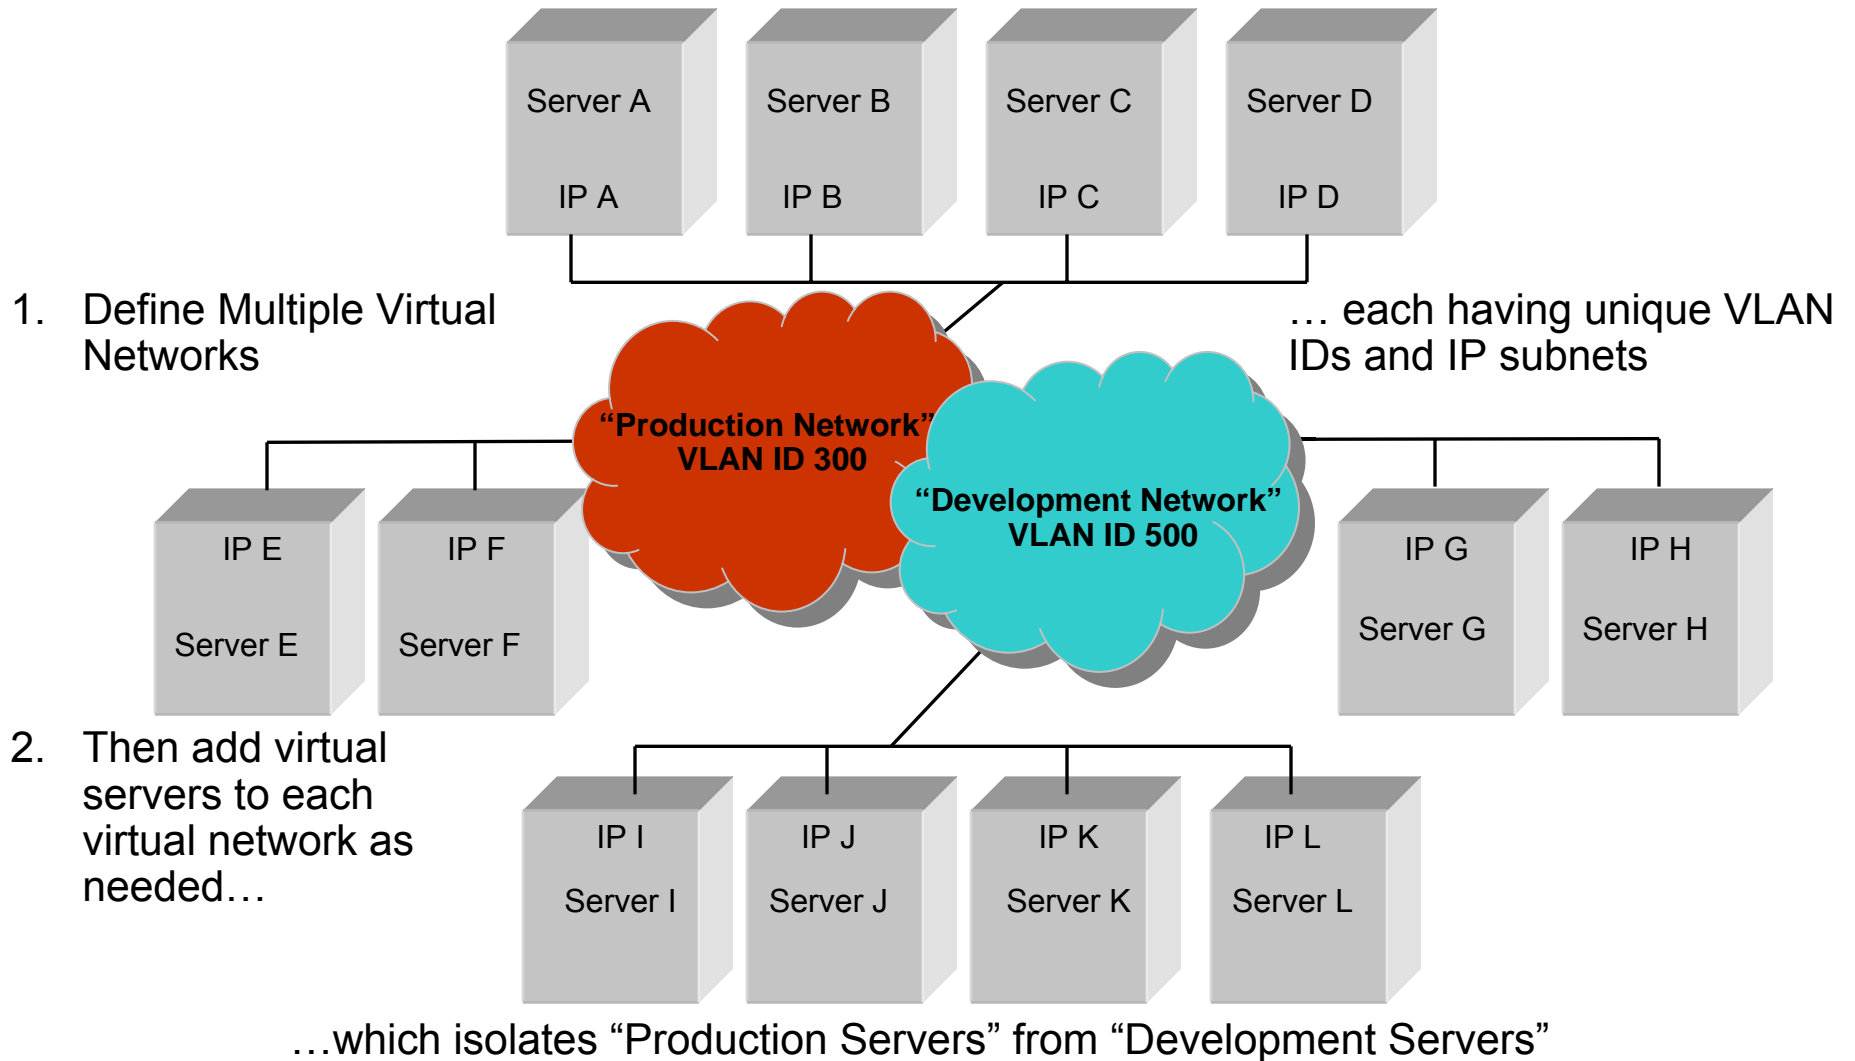 Server A
Server B
Server C
Server D
IP A
IP B
IP C
IP D
1. Define Multiple Virtual
Networks
… each having unique VLAN
IDs and IP subnets
“Production Network”
VLAN ID 300
“Development Network”
VLAN ID 500
IP E
IP F
IP G
IP H
Server E
Server F
Server G
Server H
2. Then add virtual
servers to each
virtual network as
needed…
IP I
IP J
IP K
IP L
Server I
Server J
Server K
Server L
…which isolates “Production Servers” from “Development Servers”